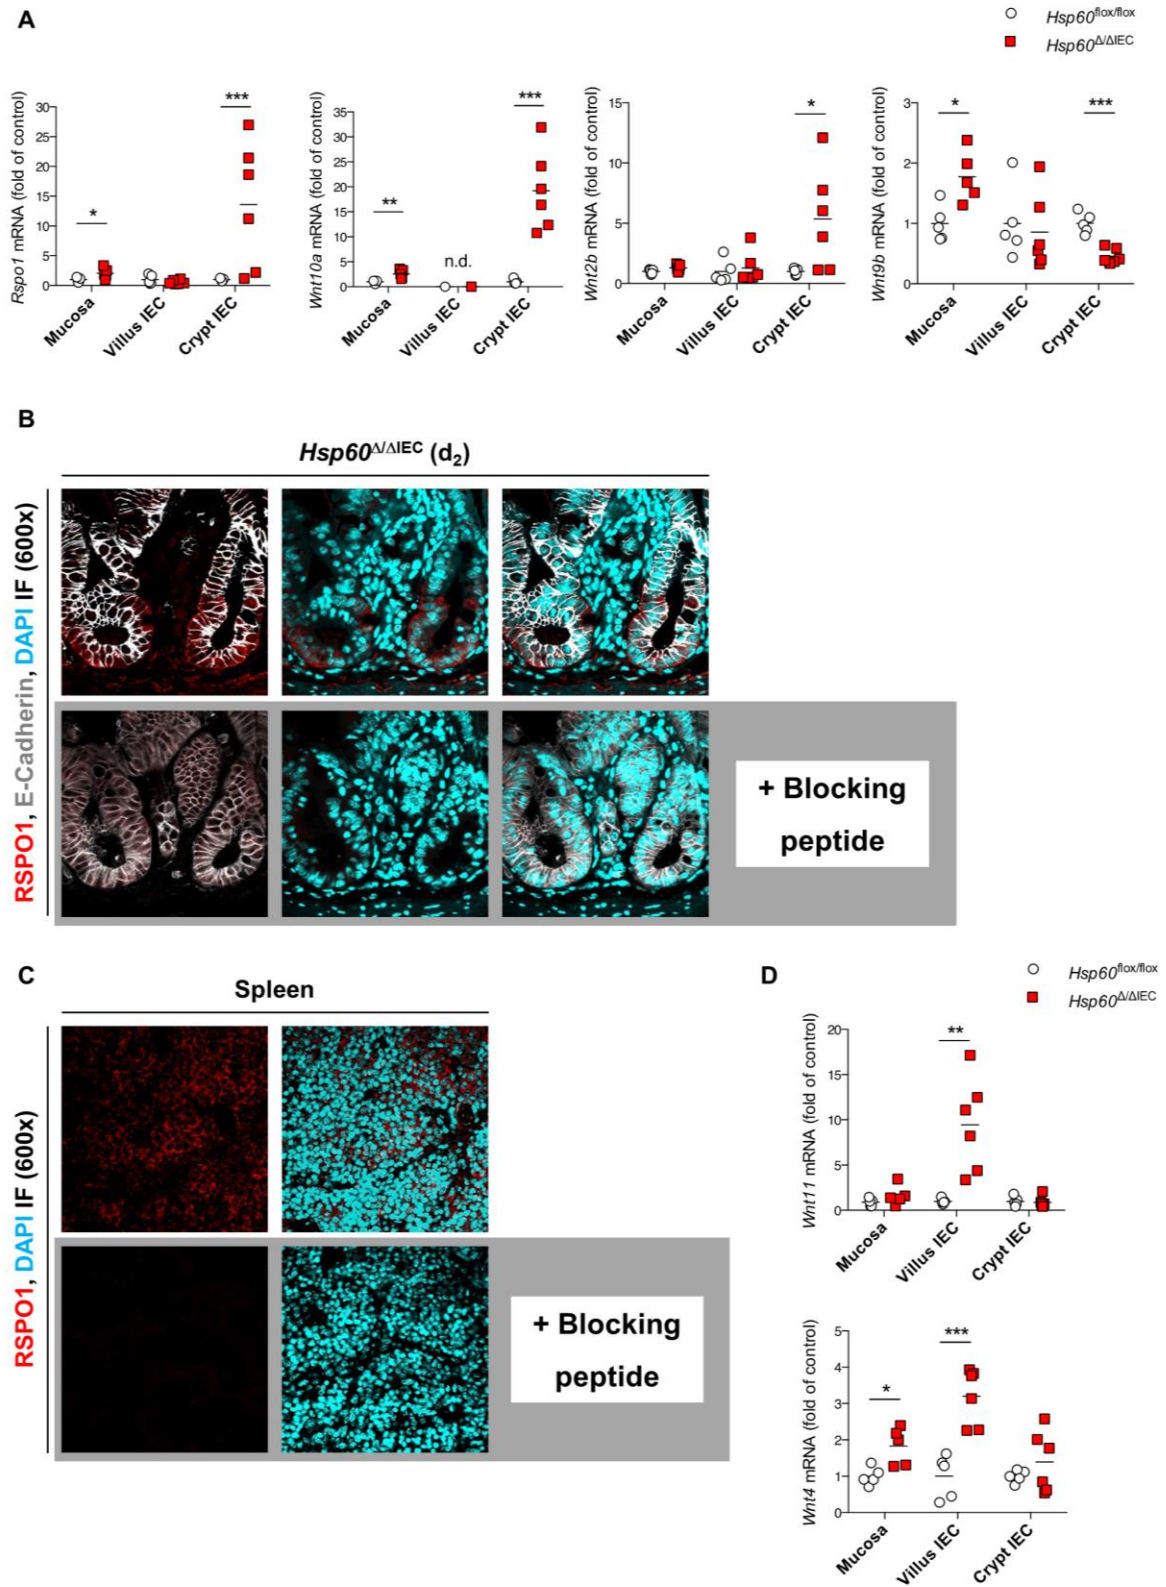 A
Hsp60flox/flox
Hsp60Δ/ΔIEC
Rspo1 mRNA (fold of control)
30
25
20
15
10
5
0
*
***
Mucosa
Villus IEC
Crypt IEC
Wnt10a mRNA (fold of control)
35
30
25
20
15
10
5
0
**
n.d.
***
Mucosa
Villus IEC
Crypt IEC
Wnt2b mRNA (fold of control)
15
10
5
0
*
Mucosa
Villus IEC
Crypt IEC
Wnt9b mRNA (fold of control)
3
2
1
0
*
***
Mucosa
Villus IEC
Crypt IEC
B
Hsp60Δ/ΔIEC (d2)
RSPO1, E-Cadherin, DAPI IF (600x)
+ Blocking
peptide
C
Spleen
RSPO1, DAPI IF (600x)
+ Blocking
peptide
D
Hsp60flox/flox
Hsp60Δ/ΔIEC
Wnt11 mRNA (fold of control)
20
15
10
5
0
**
Mucosa
Villus IEC
Crypt IEC
Wnt4 mRNA (fold of control)
5
4
3
2
1
0
*
***
Mucosa
Villus IEC
Crypt IEC